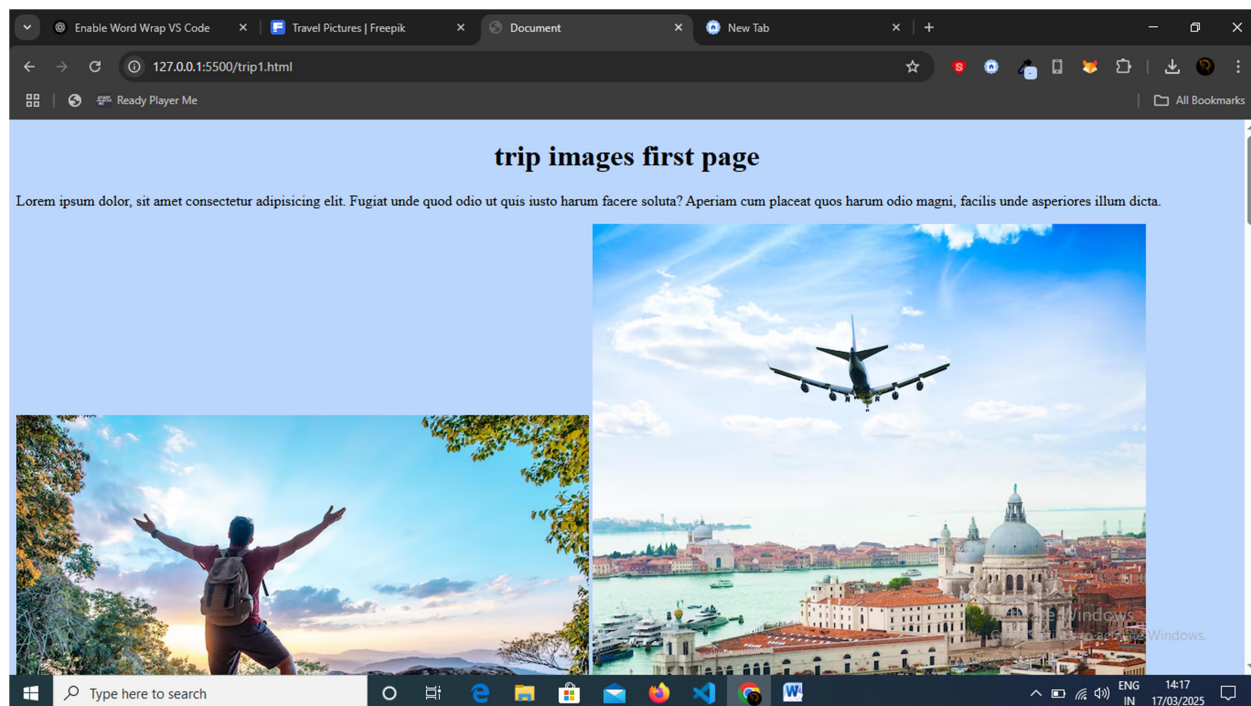 Enable Word Wrap VS Code
Travel Pictures | Freepik
Document
New Tab
127.0.0.1:5500/trip1.html
Ready Player Me
All Bookmarks
trip images first page
Lorem ipsum dolor, sit amet consectetur adipisicing elit. Fugiat unde quod odio ut quis iusto harum facere soluta? Aperiam cum placeat quos harum odio magni, facilis unde asperiores illum dicta.
Windows
Windows.
Type here to search
ENG
IN
14:17
17/03/2025